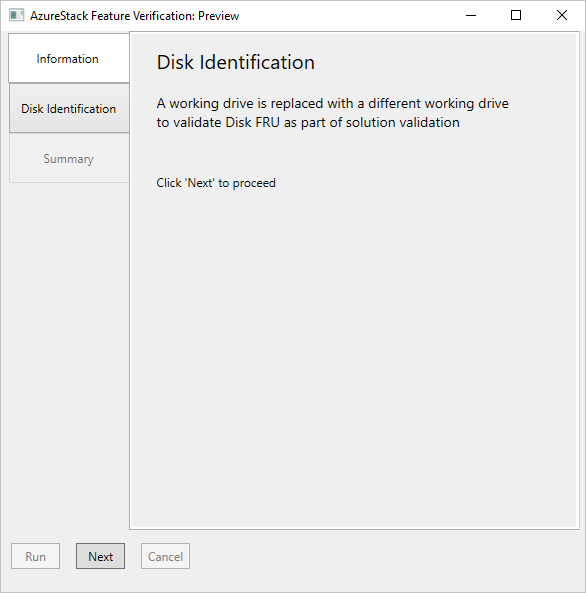 AzureStack Feature Verification: Preview
Information
Disk Identification
Summary
Disk Identification
A working drive is replaced with a different working drive
to validate Disk FRU as part of solution validation
Click 'Next' to proceed
Run
Next
Cancel